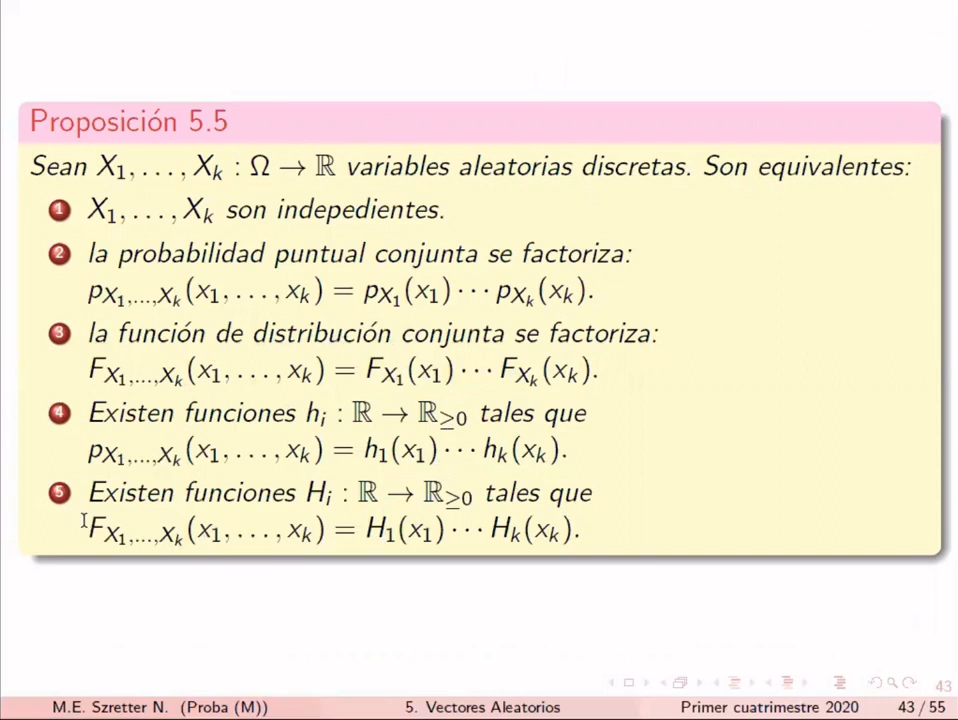 Proposición 5.5
Sean X₁, . . . , Xₖ : Ω → ℝ variables aleatorias discretas. Son equivalentes:
1 X₁, . . . , Xₖ son indepedientes.
2 la probabilidad puntual conjunta se factoriza:
p_{X₁,...,Xₖ}(x₁, . . . , xₖ) = p_{X₁}(x₁) · · · p_{Xₖ}(xₖ).
3 la función de distribución conjunta se factoriza:
F_{X₁,...,Xₖ}(x₁, . . . , xₖ) = F_{X₁}(x₁) · · · F_{Xₖ}(xₖ).
4 Existen funciones hᵢ : ℝ → ℝ_{≥0} tales que
p_{X₁,...,Xₖ}(x₁, . . . , xₖ) = h₁(x₁) · · · hₖ(xₖ).
5 Existen funciones Hᵢ : ℝ → ℝ_{≥0} tales que
F_{X₁,...,Xₖ}(x₁, . . . , xₖ) = H₁(x₁) · · · Hₖ(xₖ).
43
M.E. Szretter N. (Proba (M)) 5. Vectores Aleatorios Primer cuatrimestre 2020 43 / 55